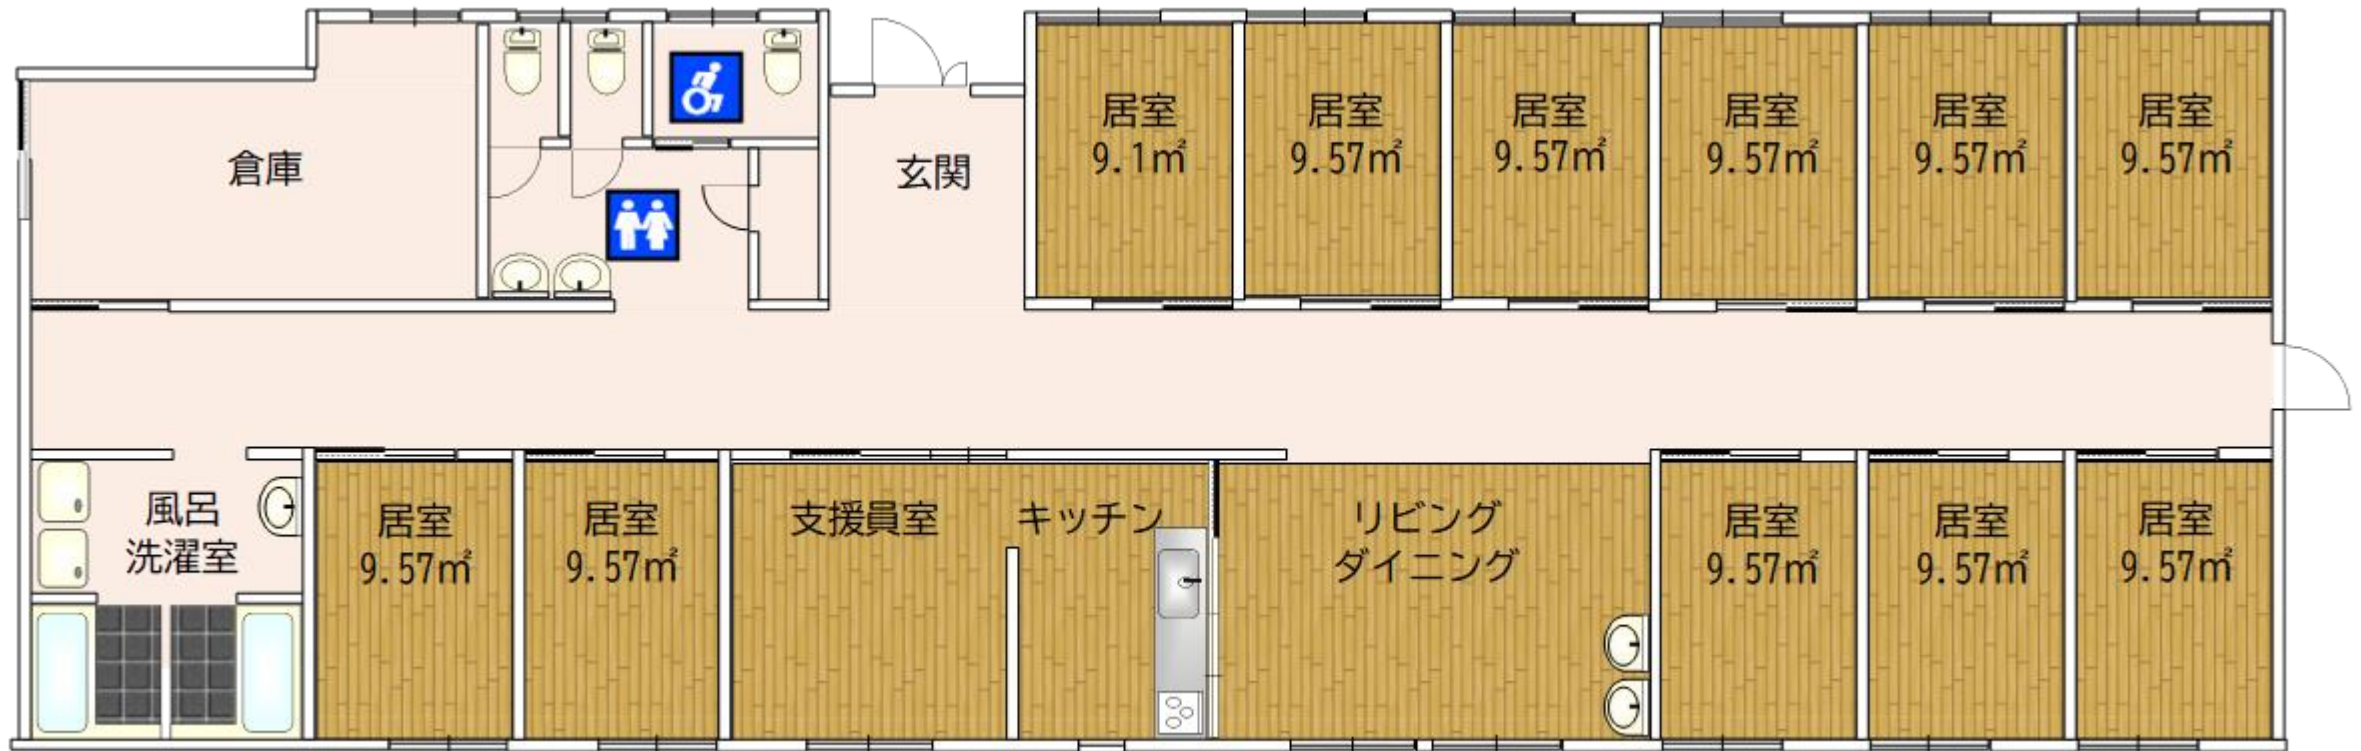 倉庫
玄関
居室
9.1㎡
居室
9.57㎡
居室
9.57㎡
居室
9.57㎡
居室
9.57㎡
居室
9.57㎡
風呂
洗濯室
居室
9.57㎡
居室
9.57㎡
支援員室
キッチン
リビング
ダイニング
居室
9.57㎡
居室
9.57㎡
居室
9.57㎡